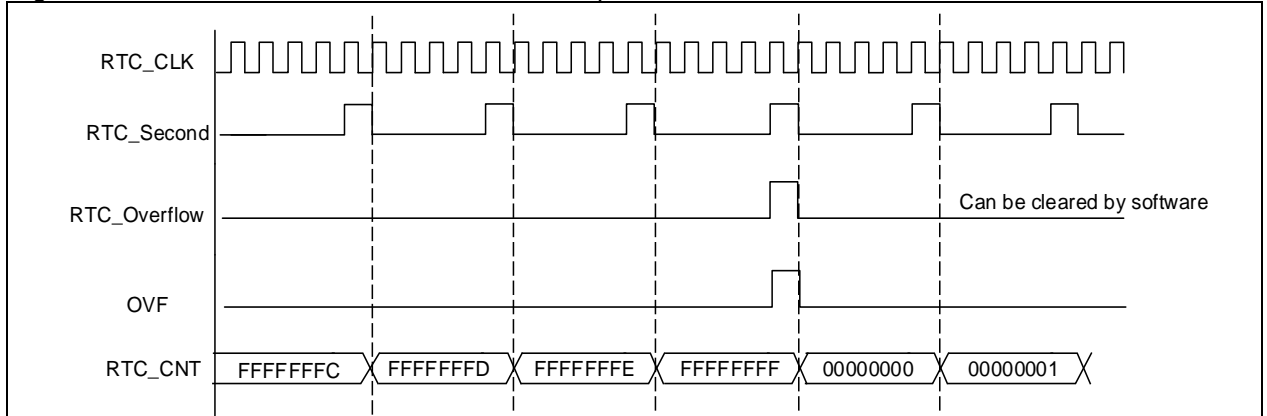 RTC_CLK
RTC_Second
RTC_Overflow
Can be cleared by software
OVF
RTC_CNT FFFFFFFC FFFFFFFD FFFFFFFE FFFFFFFF 00000000 00000001